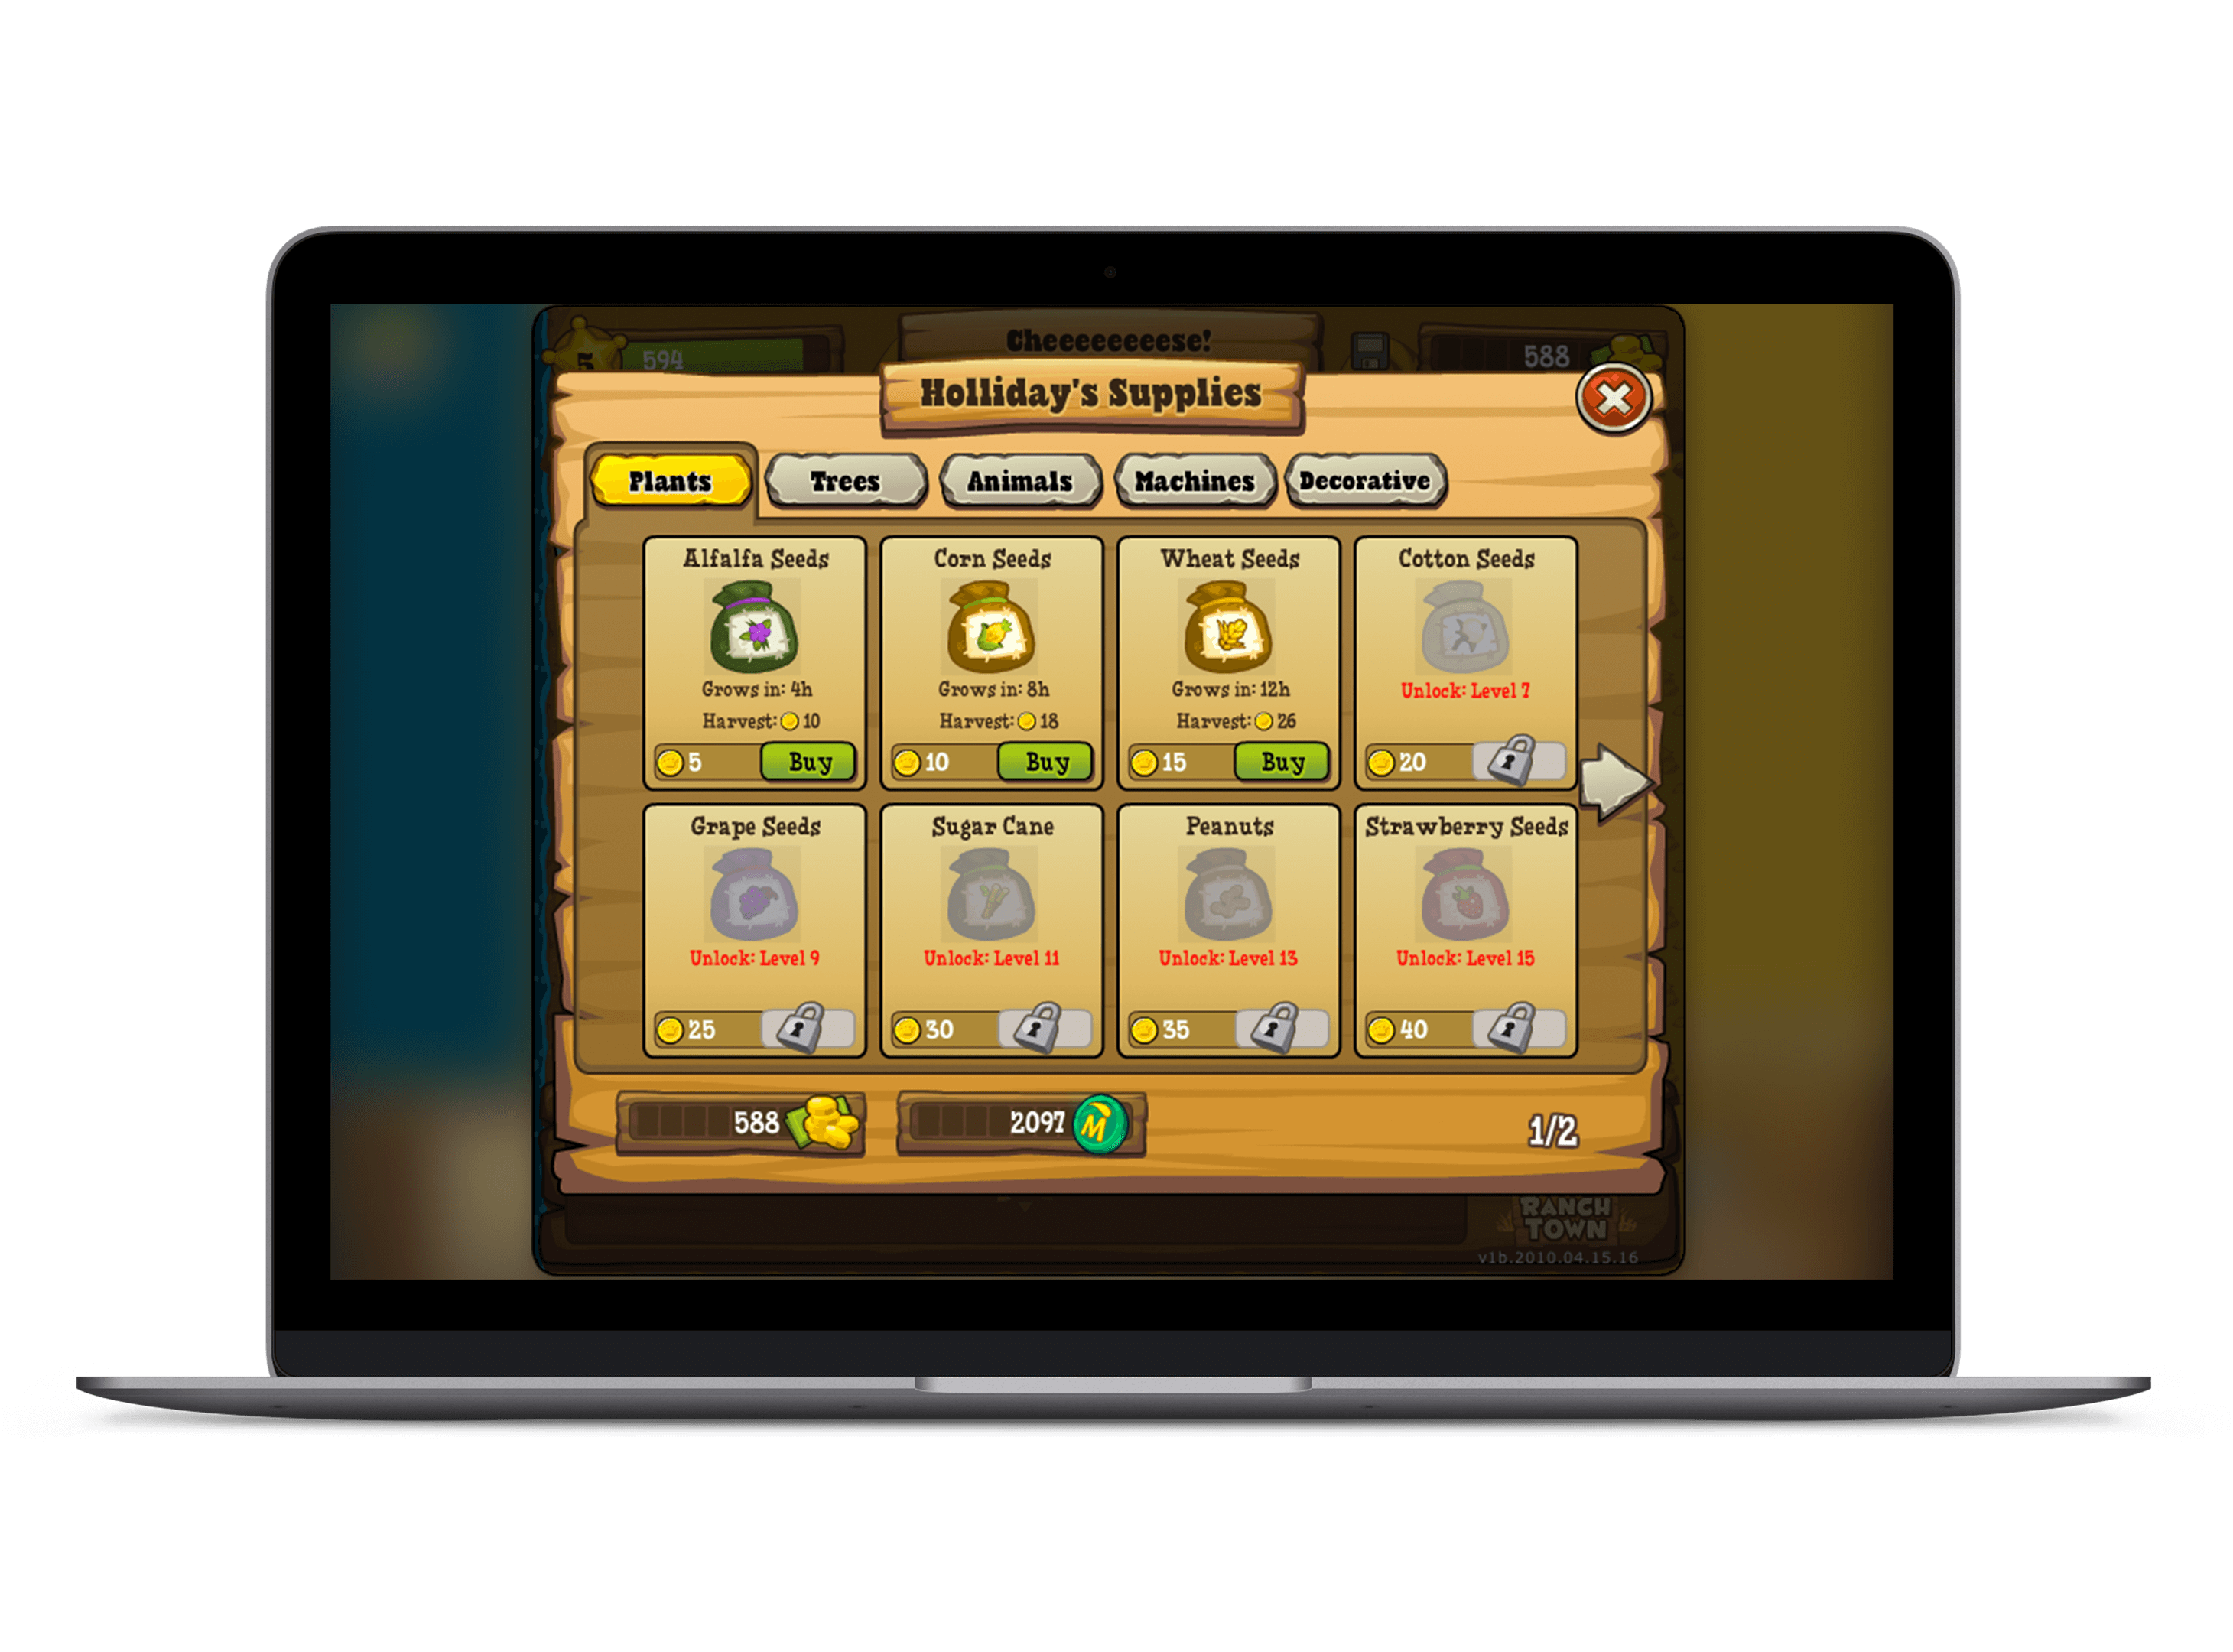 5
594
Cheeeeeeeese!
588
Holliday's Supplies
Plants
Trees
Animals
Machines
Decorative
Alfalfa Seeds
Grows in: 4h
Harvest: 10
5
Buy
Corn Seeds
Grows in: 8h
Harvest: 18
10
Buy
Wheat Seeds
Grows in: 12h
Harvest: 26
15
Buy
Cotton Seeds
Unlock: Level 7
20
Grape Seeds
Unlock: Level 9
25
Sugar Cane
Unlock: Level 11
30
Peanuts
Unlock: Level 13
35
Strawberry Seeds
Unlock: Level 15
40
588
2097
M
1/2
RANCH
TOWN
v1b.2010.04.15.16